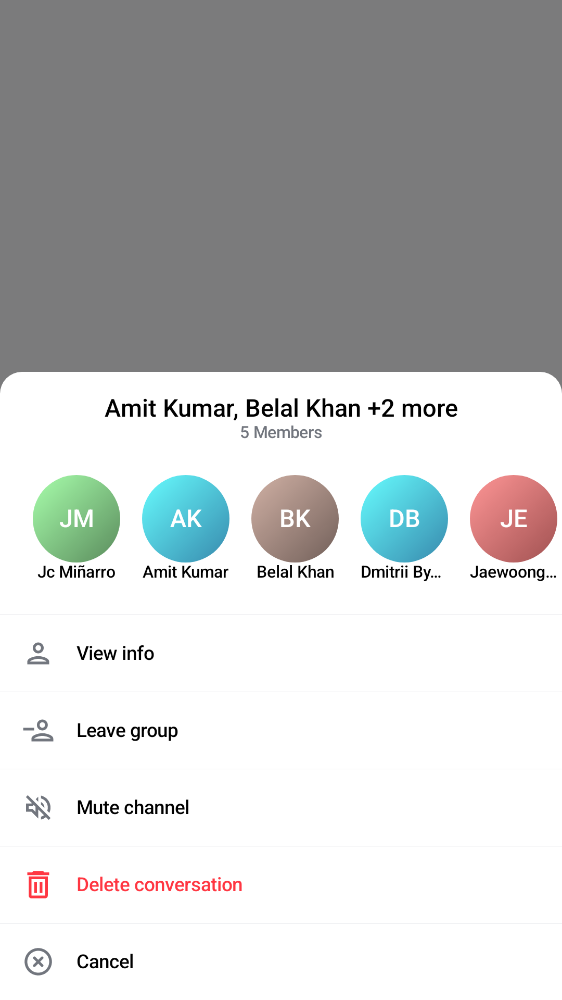 Amit Kumar, Belal Khan +2 more
5 Members
JM AK BK DB JE
Jc Miñarro Amit Kumar Belal Khan Dmitrii By... Jaewoong...
View info
Leave group
Mute channel
Delete conversation
Cancel